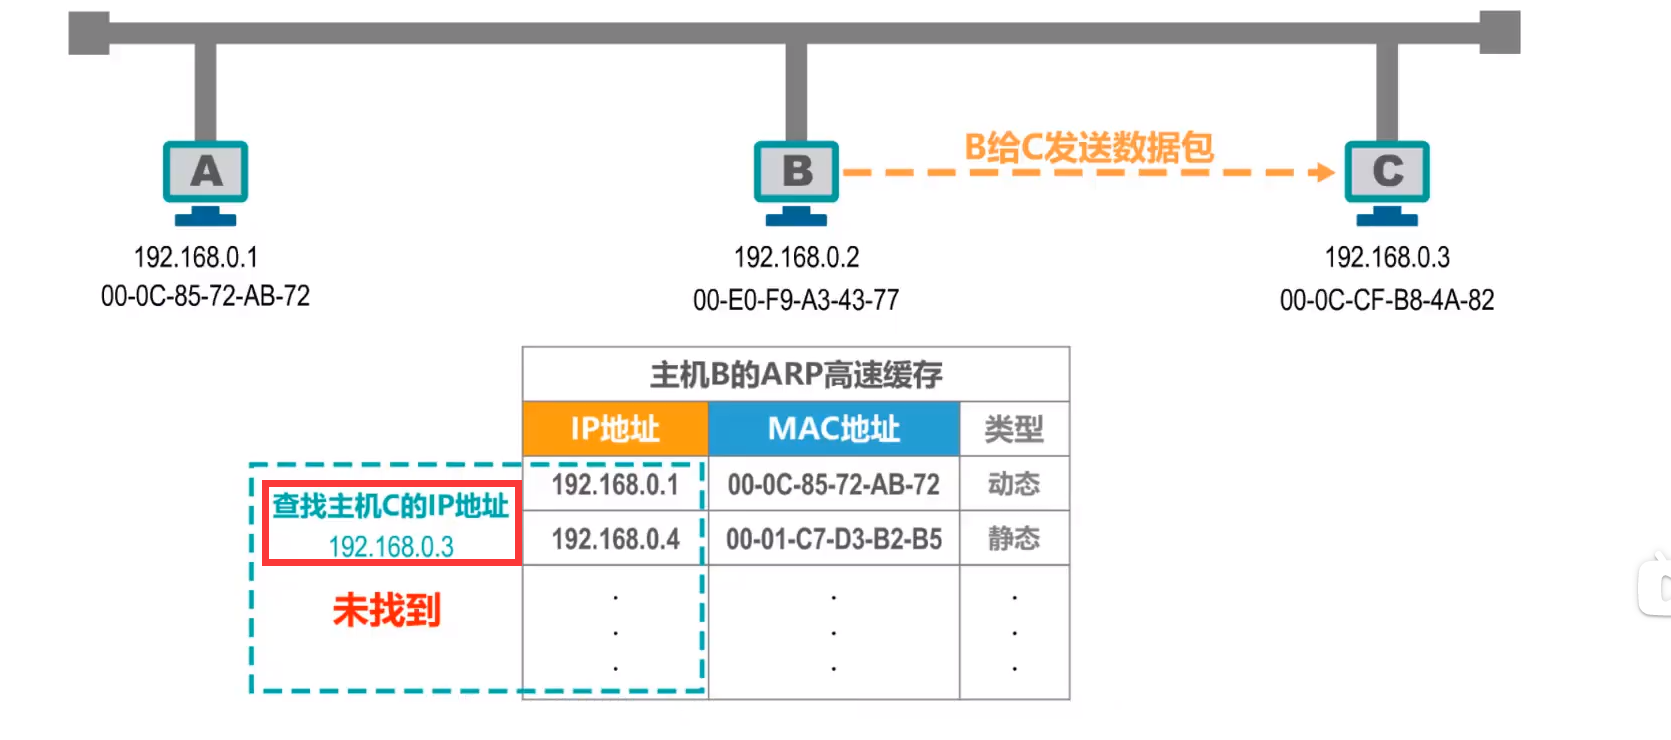 A
B
C
B给C发送数据包
192.168.0.1
00-0C-85-72-AB-72
192.168.0.2
00-E0-F9-A3-43-77
192.168.0.3
00-0C-CF-B8-4A-82
主机B的ARP高速缓存
IP地址 MAC地址 类型
192.168.0.1 00-0C-85-72-AB-72 动态
192.168.0.4 00-01-C7-D3-B2-B5 静态
查找主机C的IP地址
192.168.0.3
未找到